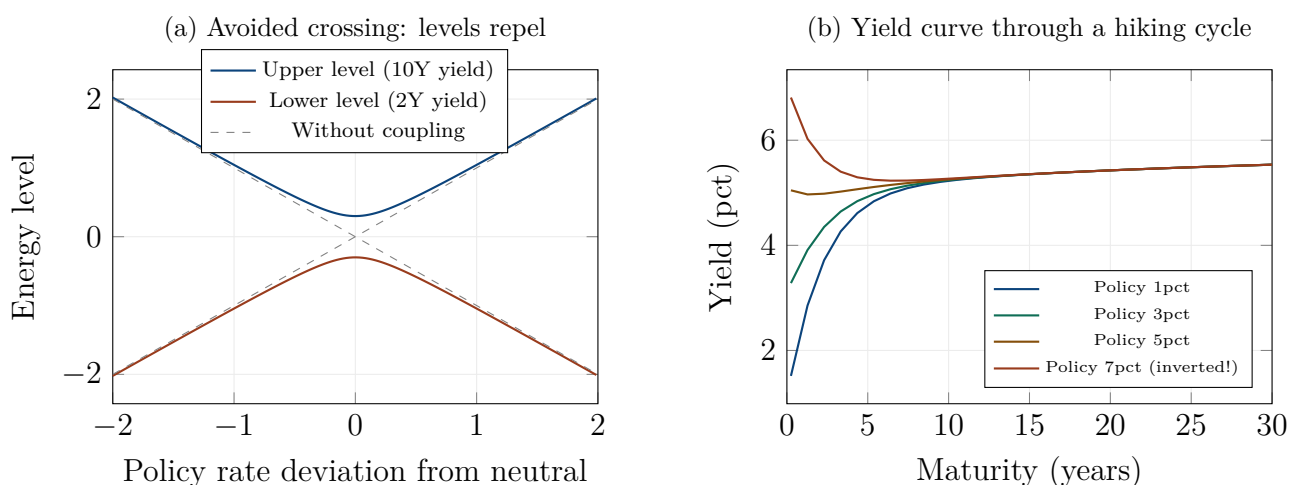 (a) Avoided crossing: levels repel
Upper level (10Y yield)
Lower level (2Y yield)
Without coupling
2
0
−2
Energy level
−2 −1 0 1 2
Policy rate deviation from neutral
(b) Yield curve through a hiking cycle
6
4
2
Yield (pct)
Policy 1pct
Policy 3pct
Policy 5pct
Policy 7pct (inverted!)
0 5 10 15 20 25 30
Maturity (years)